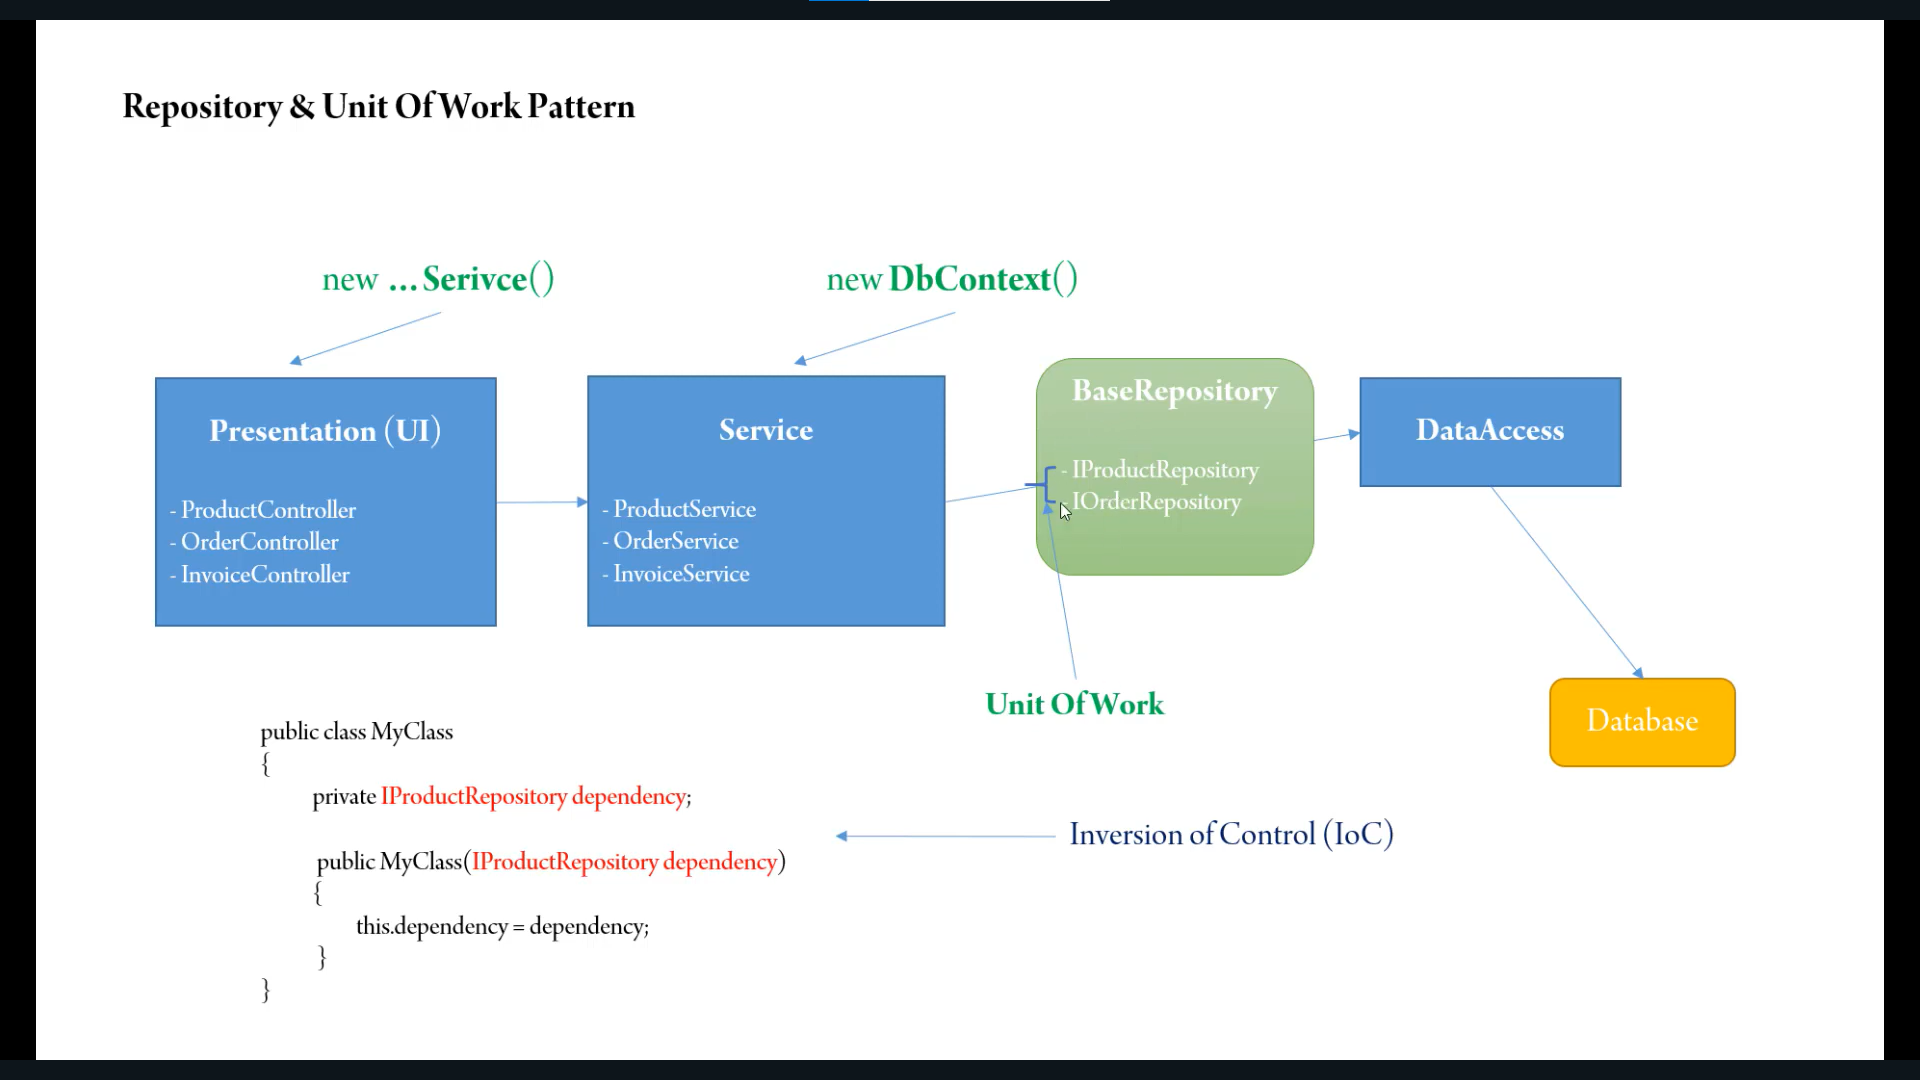 Repository & Unit Of Work Pattern
new ...Serivce()
new DbContext()
Presentation (UI)
- ProductController
- OrderController
- InvoiceController
Service
- ProductService
- OrderService
- InvoiceService
BaseRepository
- IProductRepository
- IOrderRepository
DataAccess
Unit Of Work
Database
public class MyClass
{
private IProductRepository dependency;
public MyClass(IProductRepository dependency)
{
this.dependency = dependency;
}
}
Inversion of Control (IoC)